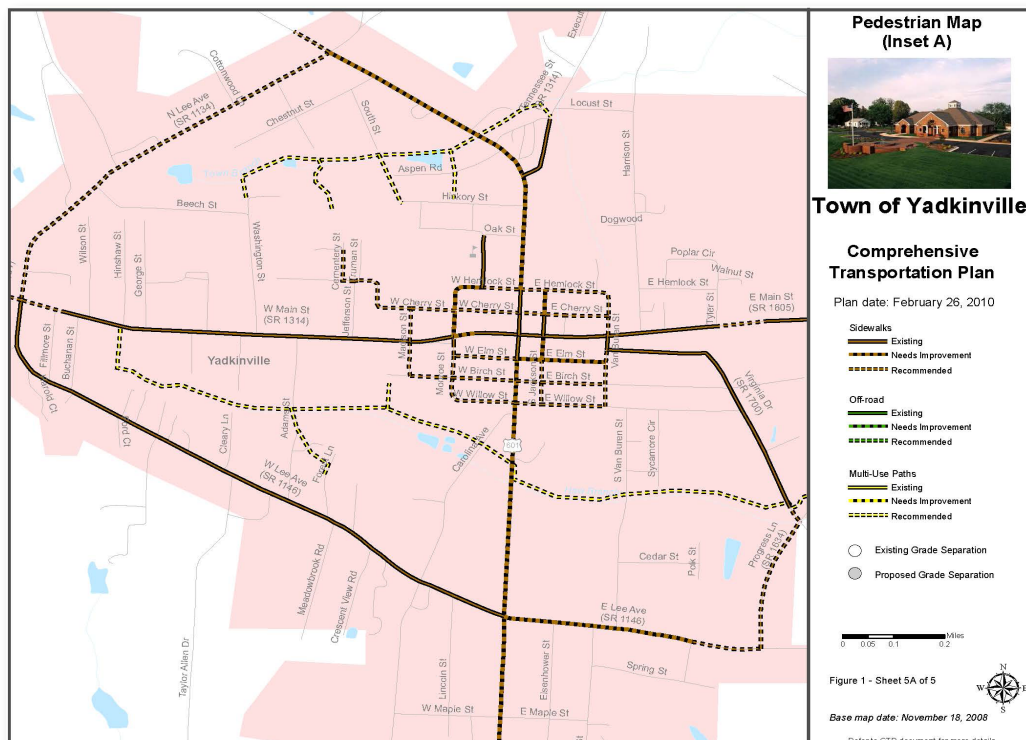 Pedestrian Map
(Inset A)
Town of Yadkinville
Comprehensive
Transportation Plan
Plan date: February 26, 2010
Sidewalks
Existing
Needs Improvement
Recommended
Off-road
Existing
Needs Improvement
Recommended
Multi-Use Paths
Existing
Needs Improvement
Recommended
Existing Grade Separation
Proposed Grade Separation
Miles
0 0.05 0.1 0.2
Figure 1 - Sheet 5A of 5
N
W E
S
Base map date: November 18, 2008
N Lee Ave
(SR 1134)
Chestnut St
South St
Tennessee St
(SR 1314)
Locust St
Harrison St
Aspen Rd
Hickory St
Beech St
Dogwood
Oak St
Wilson St
Hinshaw St
George St
Washington St
Poplar Cir
Walnut St
W Hemlock St
E Hemlock St
E Hemlock St
Tyler St
E Main St
(SR 1605)
W Cherry St
W Cherry St
E Cherry St
W Main St
(SR 1314)
Jefferson St
Madison St
Van Buren St
Fillmore St
Buchanan St
Yadkinville
Monroe St
W Elm St
E Elm St
W Birch St
E Birch St
S Jackson St
W Willow St
E Willow St
Virginia Dr
(SR 1700)
Cleary Ln
Adams St
Carolina Ave
601
S Van Buren St
Sycamore Cir
W Lee Ave
(SR 1146)
Forest Ln
Meadowbrook Rd
Crescent View Rd
Cedar St
Polk St
Progress Ln
(SR 1634)
E Lee Ave
(SR 1146)
Taylor Allen Dr
Lincoln St
Eisenhower St
Spring St
W Maple St
E Maple St